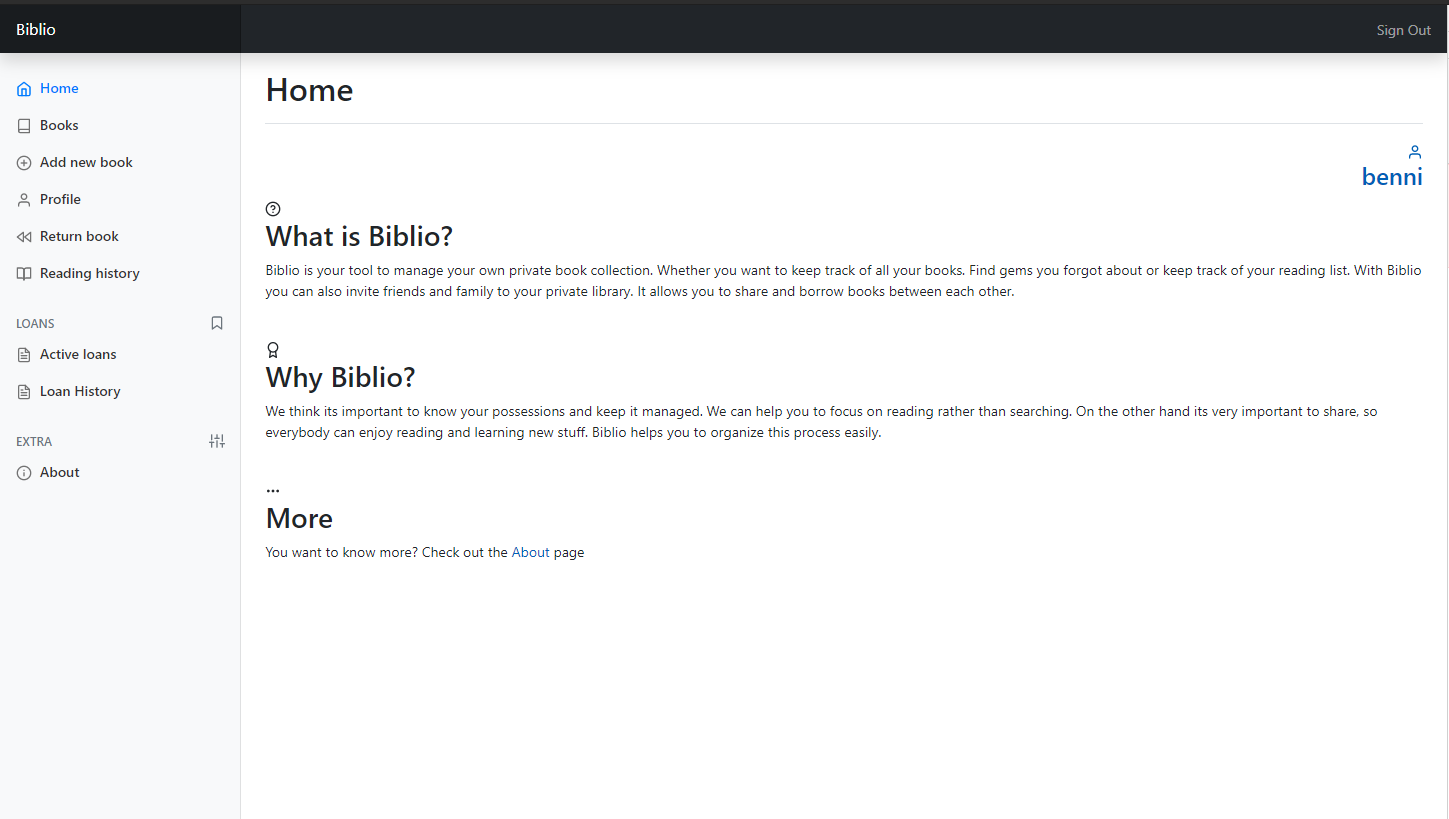 Biblio
Sign Out
Home
Books
Add new book
Profile
Return book
Reading history
LOANS
Active loans
Loan History
EXTRA
About
Home
benni
What is Biblio?
Biblio is your tool to manage your own private book collection. Whether you want to keep track of all your books. Find gems you forgot about or keep track of your reading list. With Biblio
you can also invite friends and family to your private library. It allows you to share and borrow books between each other.
Why Biblio?
We think its important to know your possessions and keep it managed. We can help you to focus on reading rather than searching. On the other hand its very important to share, so
everybody can enjoy reading and learning new stuff. Biblio helps you to organize this process easily.
More
You want to know more? Check out the About page